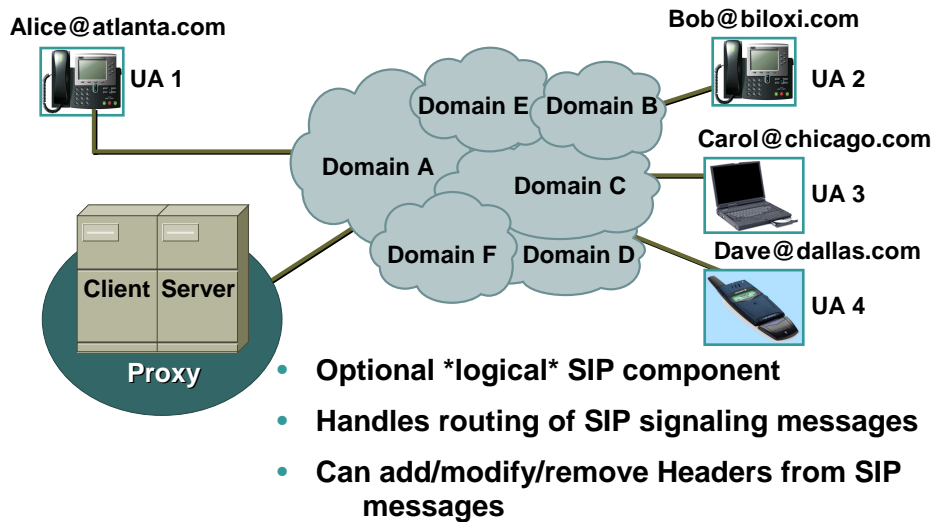 Alice@atlanta.com
UA 1
Bob@biloxi.com
UA 2
Domain E
Domain B
Carol@chicago.com
Domain A
Domain C
UA 3
Domain F
Domain D
Dave@dallas.com
UA 4
Client
Server
Proxy
• Optional *logical* SIP component
• Handles routing of SIP signaling messages
• Can add/modify/remove Headers from SIP
messages